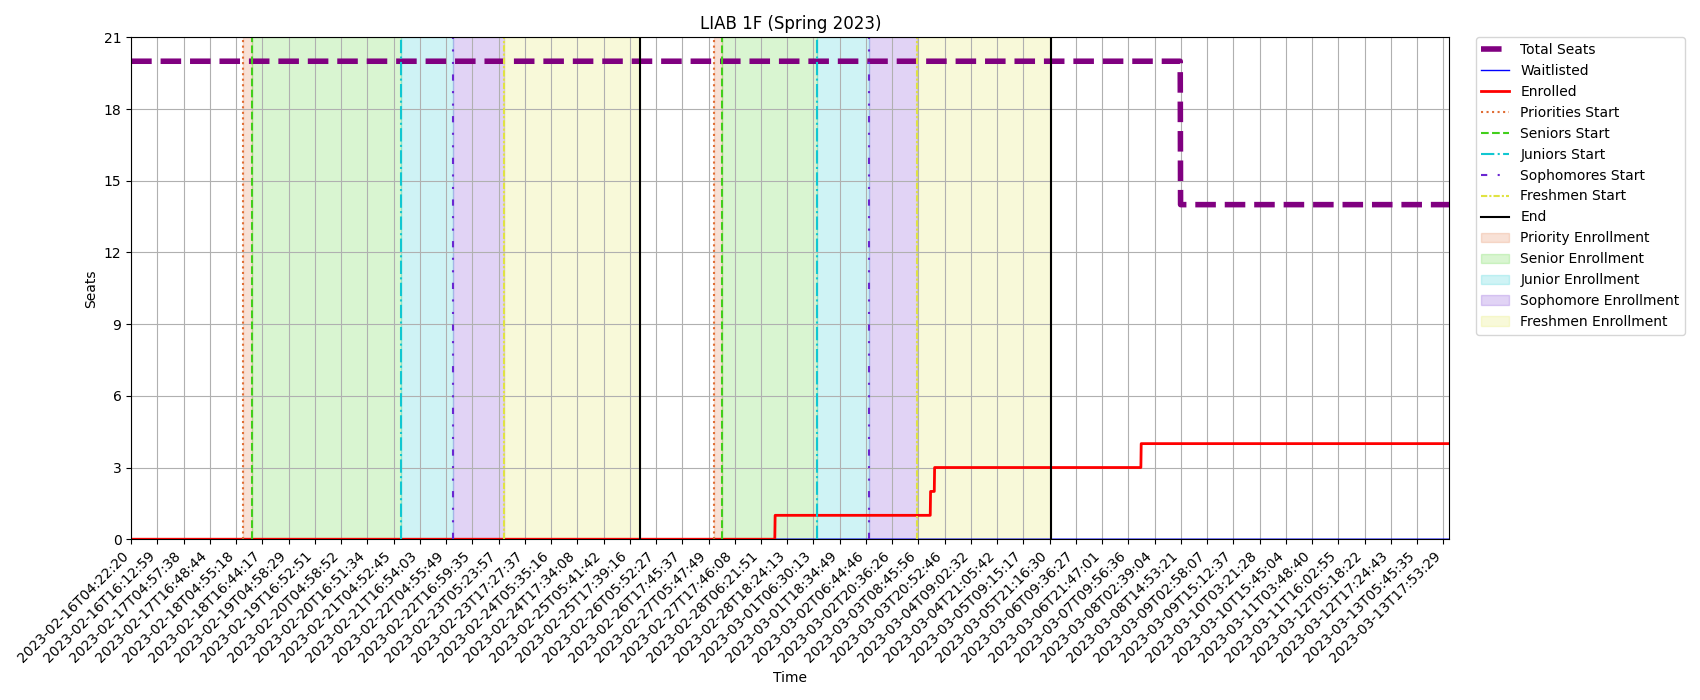 LIAB 1F (Spring 2023)
21
18
15
12
9
6
3
0
Seats
2023-02-16T04:22:20
2023-02-16T16:12:59
2023-02-17T04:57:38
2023-02-17T16:48:44
2023-02-18T04:55:18
2023-02-18T16:44:17
2023-02-19T04:58:29
2023-02-19T16:52:51
2023-02-20T04:58:52
2023-02-20T16:51:34
2023-02-21T04:52:45
2023-02-21T16:54:03
2023-02-22T04:55:49
2023-02-22T16:59:35
2023-02-23T05:23:57
2023-02-23T17:27:37
2023-02-24T05:35:16
2023-02-24T17:34:08
2023-02-25T05:41:42
2023-02-25T17:39:16
2023-02-26T05:52:27
2023-02-26T17:45:37
2023-02-27T05:47:49
2023-02-27T17:46:08
2023-02-28T06:21:51
2023-02-28T18:24:13
2023-03-01T06:30:13
2023-03-01T18:34:49
2023-03-02T06:44:46
2023-03-02T20:36:26
2023-03-03T08:45:56
2023-03-03T20:52:46
2023-03-04T09:02:32
2023-03-04T21:05:42
2023-03-05T09:15:17
2023-03-05T21:16:30
2023-03-06T09:36:27
2023-03-06T21:47:01
2023-03-07T09:56:36
2023-03-08T02:39:04
2023-03-08T14:53:21
2023-03-09T02:58:07
2023-03-09T15:12:37
2023-03-10T03:21:28
2023-03-10T15:45:04
2023-03-11T03:48:40
2023-03-11T16:02:55
2023-03-12T05:18:22
2023-03-12T17:24:43
2023-03-13T05:45:35
2023-03-13T17:53:29
Time
Total Seats
Waitlisted
Enrolled
Priorities Start
Seniors Start
Juniors Start
Sophomores Start
Freshmen Start
End
Priority Enrollment
Senior Enrollment
Junior Enrollment
Sophomore Enrollment
Freshmen Enrollment